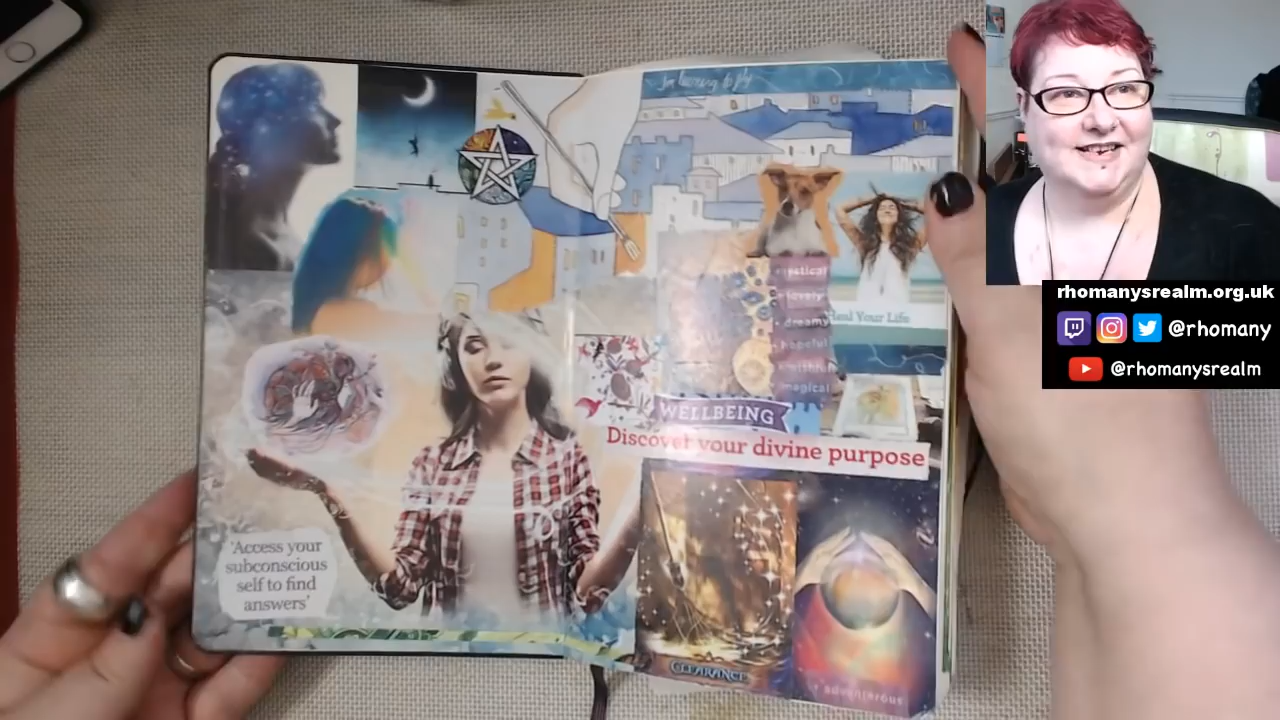 rhomanysrealm.org.uk
@rhomany
@rhomanysrealm
mystical
lovely
dreamy
hopeful
magical
Heal Your Life
WELLBEING
Discover your divine purpose
'Access your
subconscious
self to find
answers'
CLEARANCE
adventurous